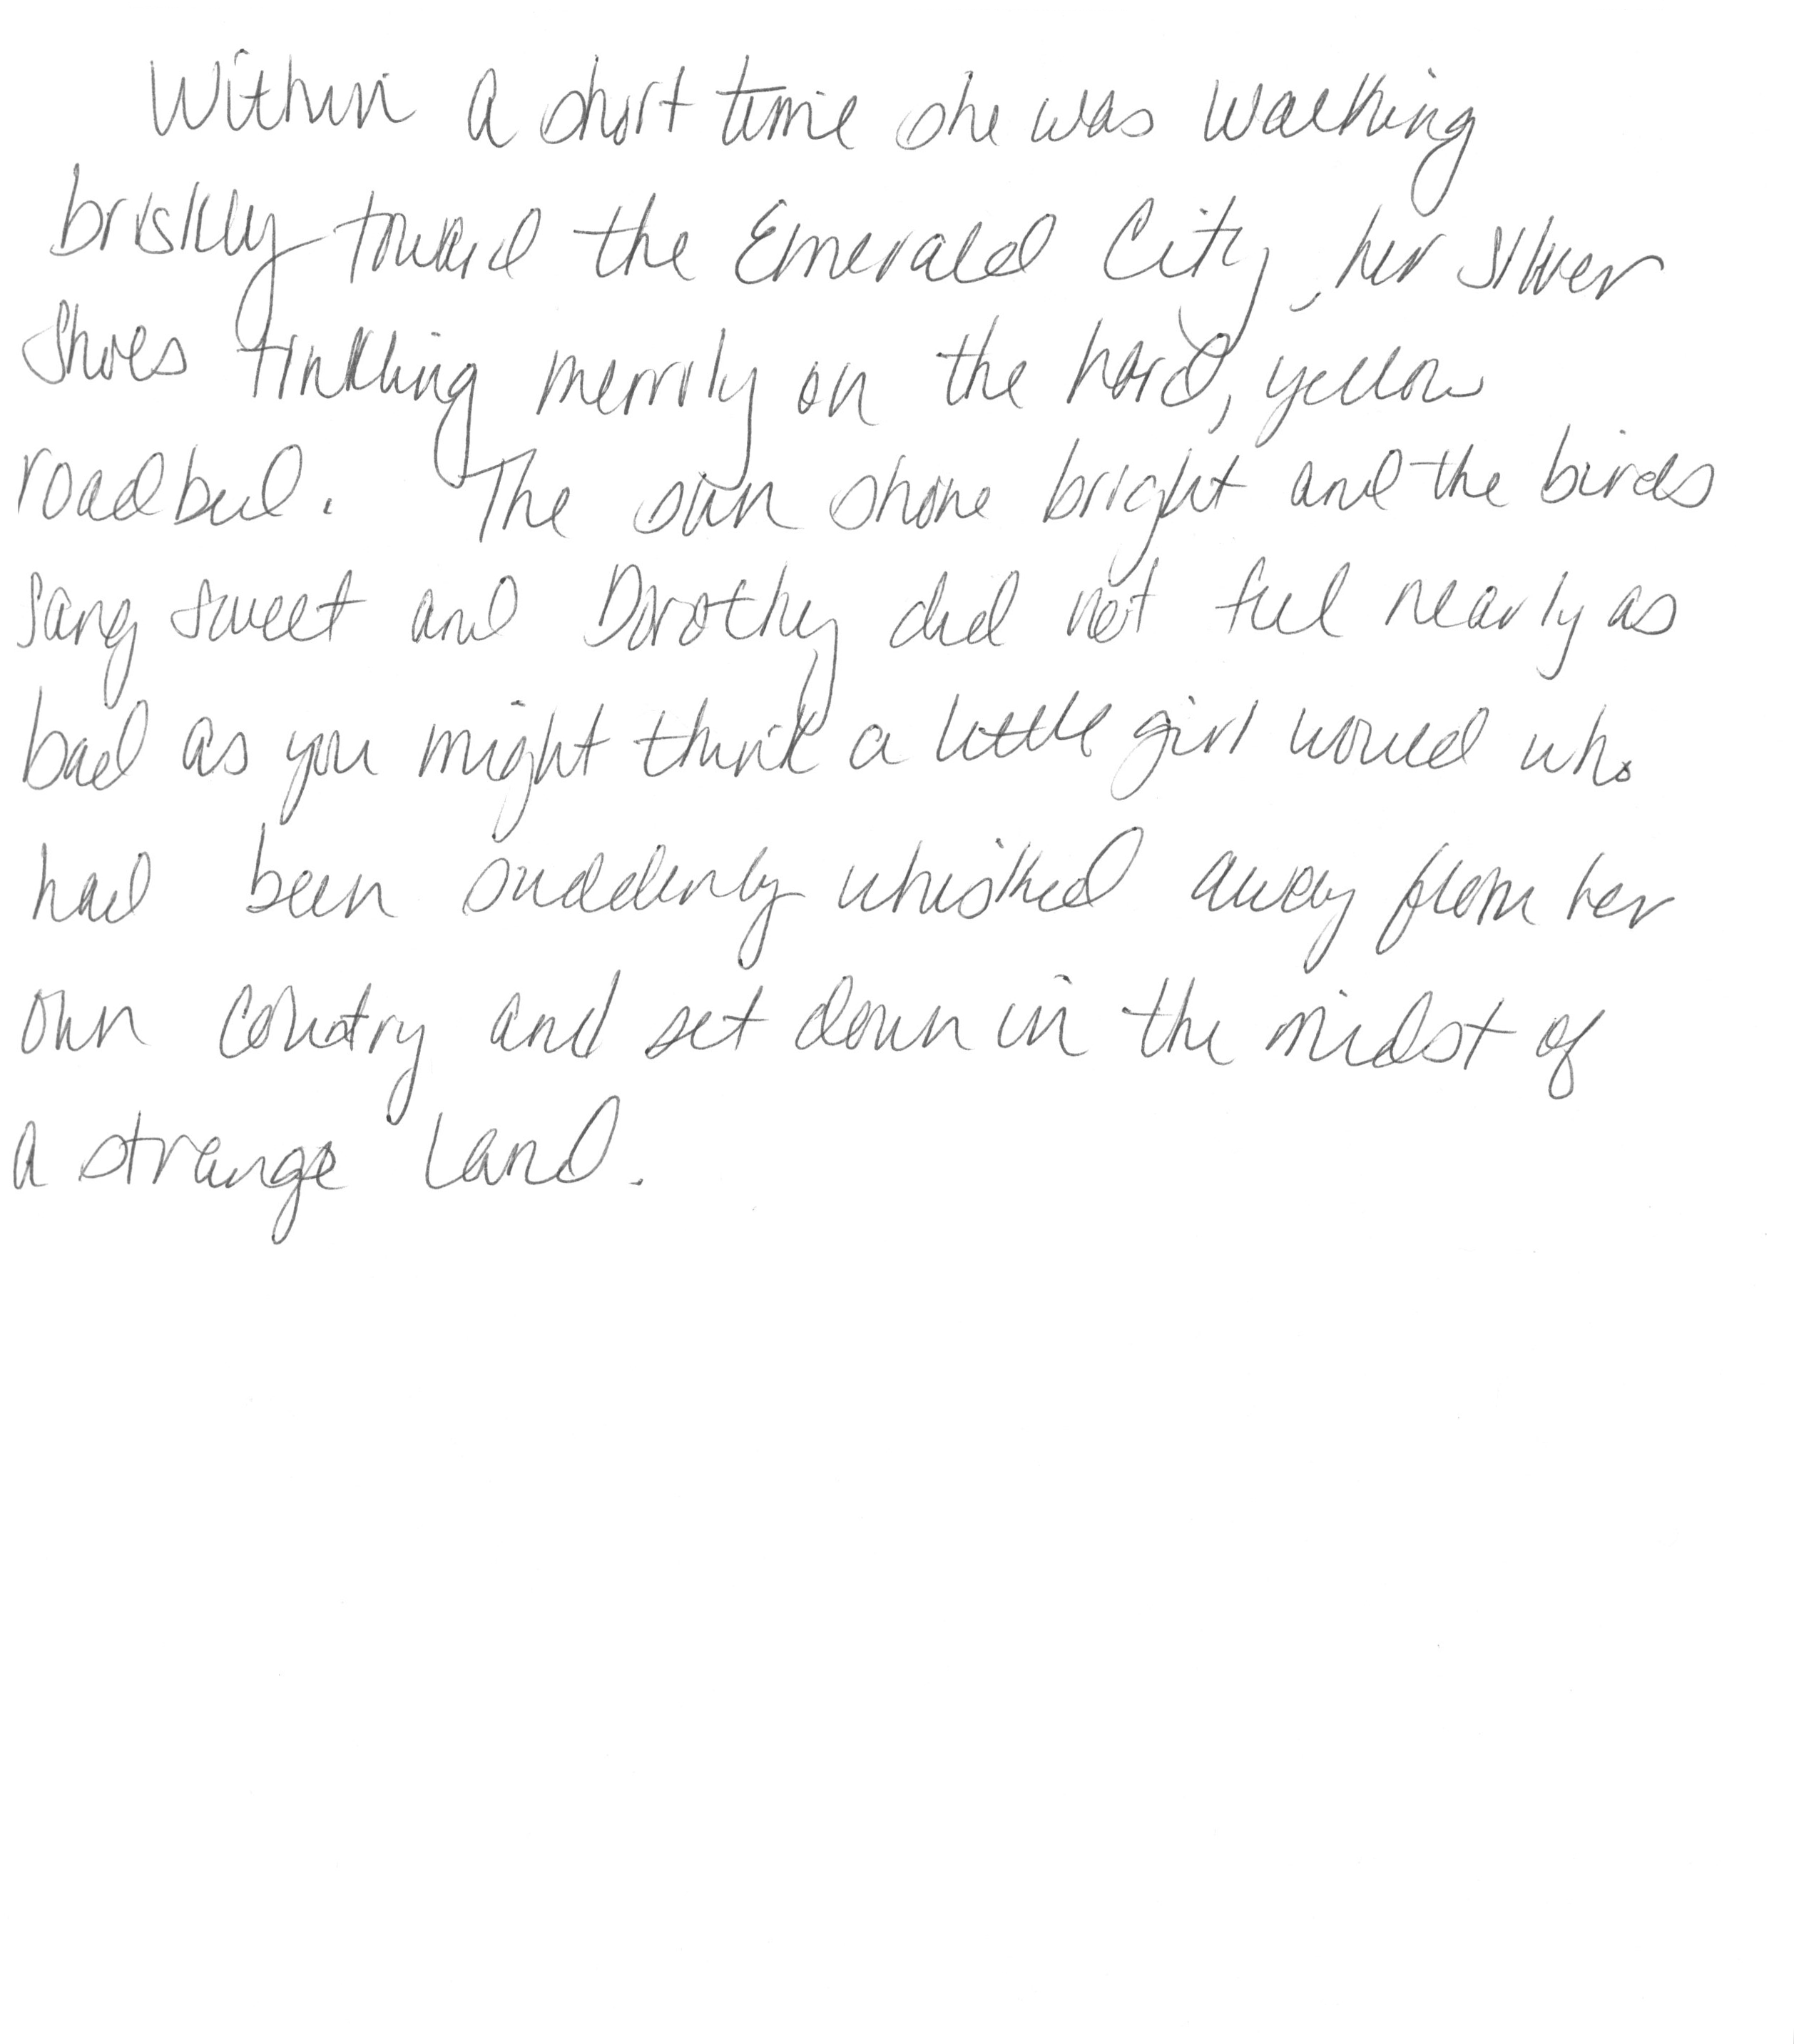 Within a short time she was walking
briskly toward the Emerald City, her silver
shoes tinkling merrily on the hard, yellow
roadbed. The sun shone bright and the birds
sang sweet and Dorothy did not feel nearly as
bad as you might think a little girl would who
had been suddenly whisked away from her
own country and set down in the midst of
a strange land.